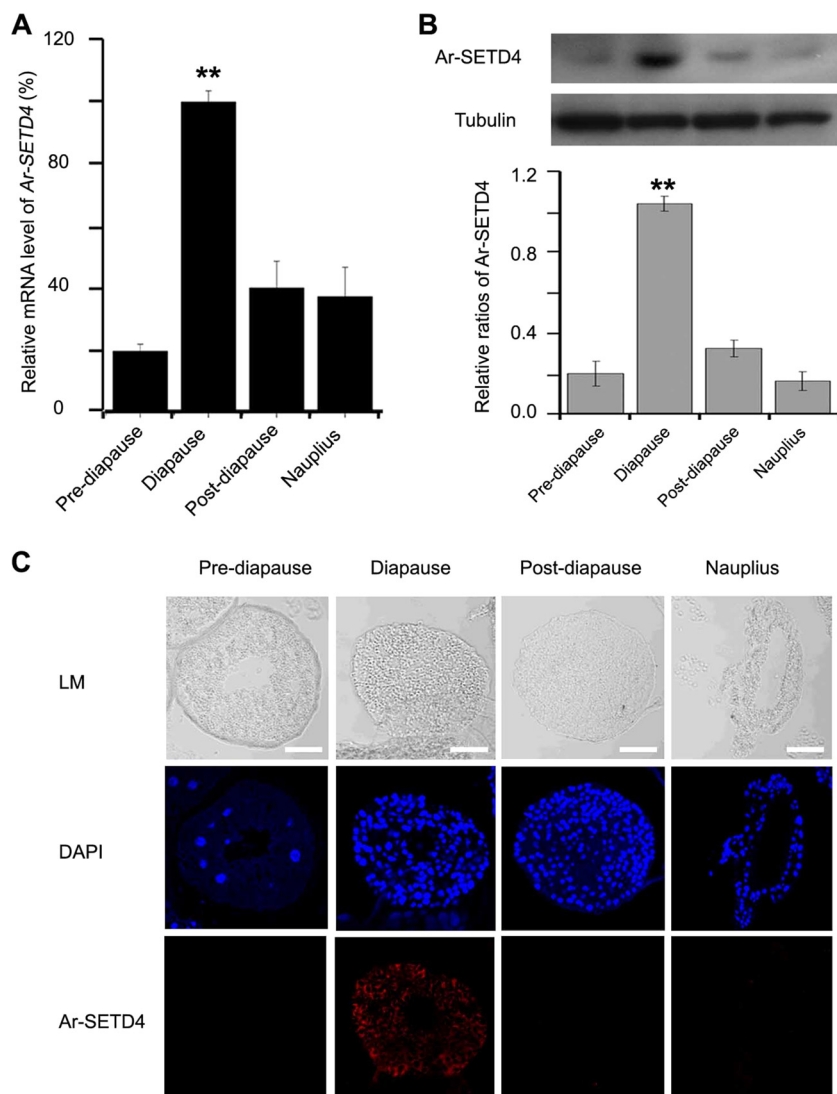 A
Relative mRNA level of Ar-SETD4 (%)
120
80
40
0
**
Pre-diapause
Diapause
Post-diapause
Nauplius
B
Ar-SETD4
Tubulin
Relative ratios of Ar-SETD4
1.2
0.8
0.4
0.0
**
Pre-diapause
Diapause
Post-diapause
Nauplius
C
Pre-diapause Diapause Post-diapause Nauplius
LM
DAPI
Ar-SETD4